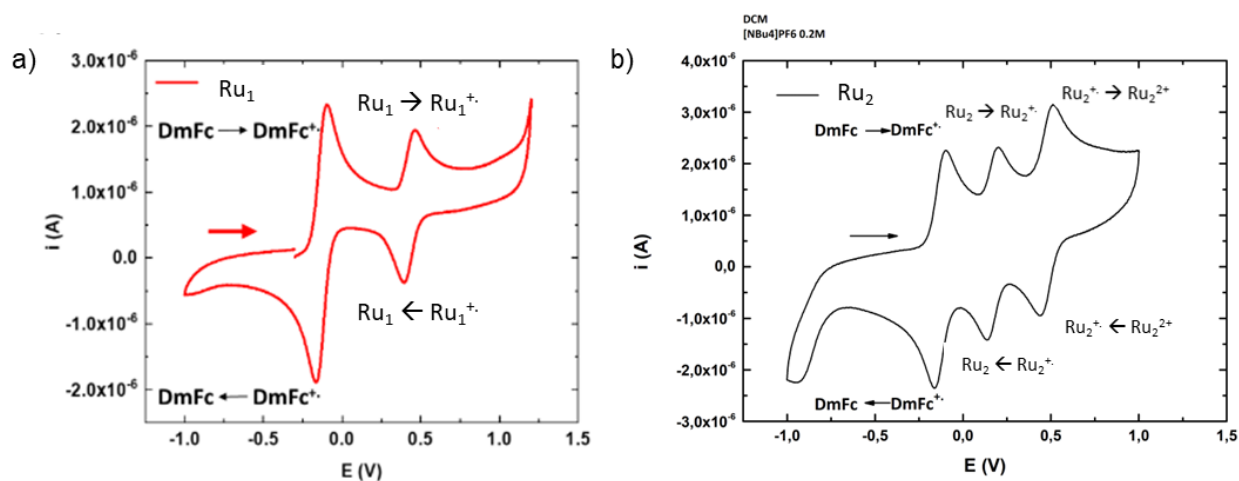 a)
3.0x10⁻⁶
2.0x10⁻⁶
1.0x10⁻⁶
0.0
-1.0x10⁻⁶
-2.0x10⁻⁶
i (A)
Ru₁
Ru₁ → Ru₁⁺·
DmFc → DmFc⁺·
Ru₁ ← Ru₁⁺·
DmFc ← DmFc⁺·
-1.0 -0.5 0.0 0.5 1.0 1.5
E (V)
DCM
[NBu4]PF6 0.2M
b)
4,0x10⁻⁶
3,0x10⁻⁶
2,0x10⁻⁶
1,0x10⁻⁶
0,0
-1,0x10⁻⁶
-2,0x10⁻⁶
-3,0x10⁻⁶
i (A)
Ru₂
Ru₂⁺· → Ru₂²⁺
Ru₂ → Ru₂⁺·
DmFc → DmFc⁺·
Ru₂⁺· ← Ru₂²⁺
Ru₂ ← Ru₂⁺·
DmFc ← DmFc⁺·
-1,0 -0,5 0,0 0,5 1,0 1,5
E (V)